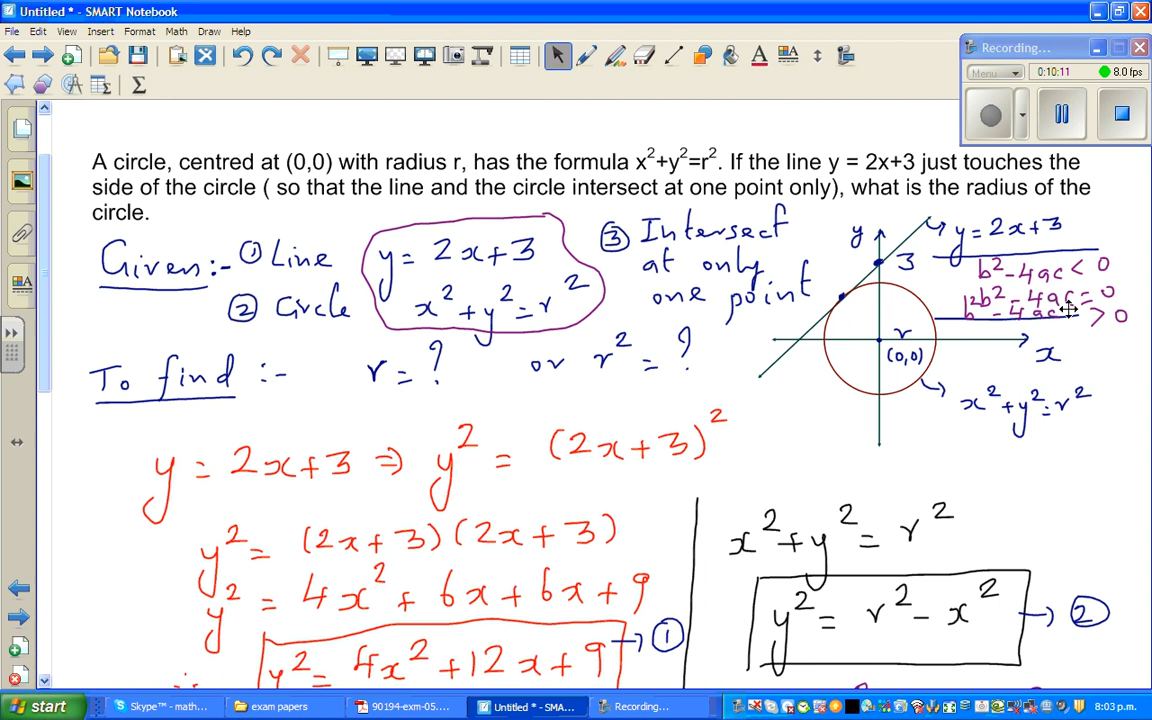 Untitled * - SMART Notebook
File Edit View Insert Format Math Draw Help
Recording...
Menu 0:10:11 8.0 fps
A circle, centred at (0,0) with radius r, has the formula x²+y²=r². If the line y = 2x+3 just touches the
side of the circle ( so that the line and the circle intersect at one point only), what is the radius of the
circle.
Given:- ① Line y = 2x+3
② Circle x²+y²=r²
③ Intersect
at only
one point
y
y=2x+3
3
b²-4ac<0
b²-4ac=0
b²-4ac>0
r
(0,0)
x
x²+y²=r²
To find :- r=? or r²=?
y = 2x+3 ⇒ y² = (2x+3)²
y² = (2x+3)(2x+3)
y² = 4x²+6x+6x+9
∴ y² = 4x²+12x+9 → ①
x²+y²=r²
y² = r²-x² → ②
start Skype™ - math... exam papers 90194-exm-05.... Untitled * - SMA... Recording... 8:03 p.m.